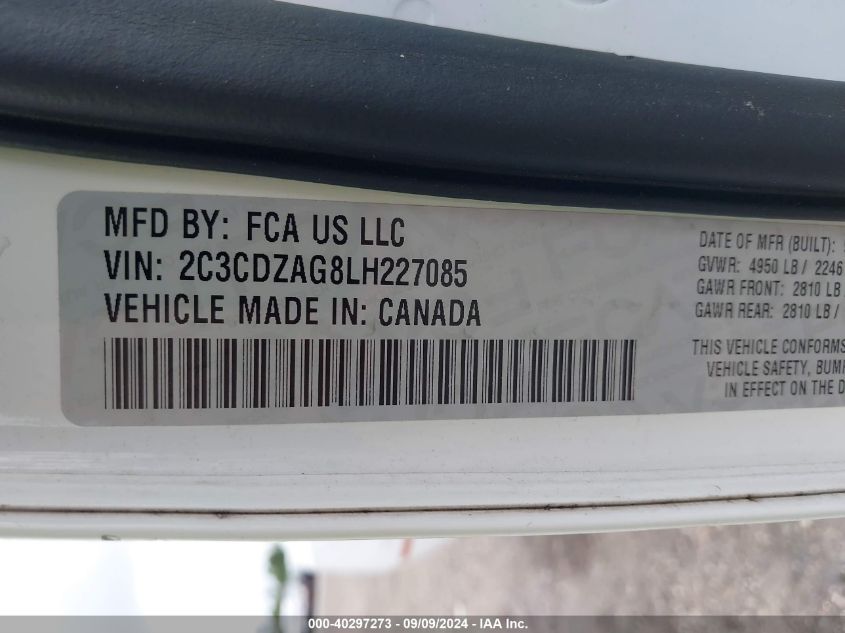 MFD BY: FCA US LLC
VIN: 2C3CDZAG8LH227085
VEHICLE MADE IN: CANADA
DATE OF MFR (BUILT):
GVWR: 4950 LB / 2246
GAWR FRONT: 2810 LB
GAWR REAR: 2810 LB /
THIS VEHICLE CONFORMS
VEHICLE SAFETY, BUM
IN EFFECT ON THE D
000-40297273 - 09/09/2024 - IAA Inc.